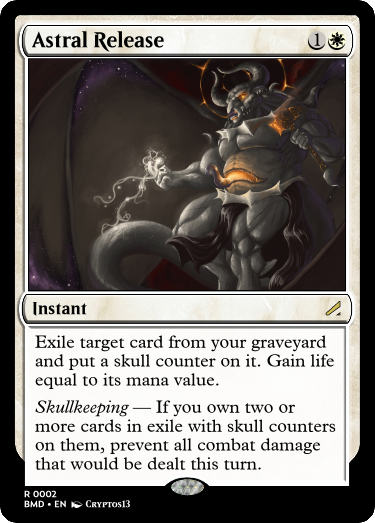 Astral Release 1
Instant
Exile target card from your graveyard
and put a skull counter on it. Gain life
equal to its mana value.
Skullkeeping — If you own two or
more cards in exile with skull counters
on them, prevent all combat damage
that would be dealt this turn.
R 0002
BMD • EN Cryptos13